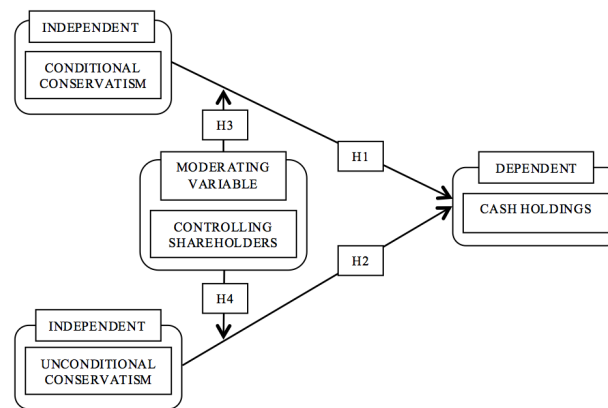 INDEPENDENT
CONDITIONAL
CONSERVATISM
H3
H1
MODERATING
VARIABLE
CONTROLLING
SHAREHOLDERS
DEPENDENT
CASH HOLDINGS
H2
H4
INDEPENDENT
UNCONDITIONAL
CONSERVATISM